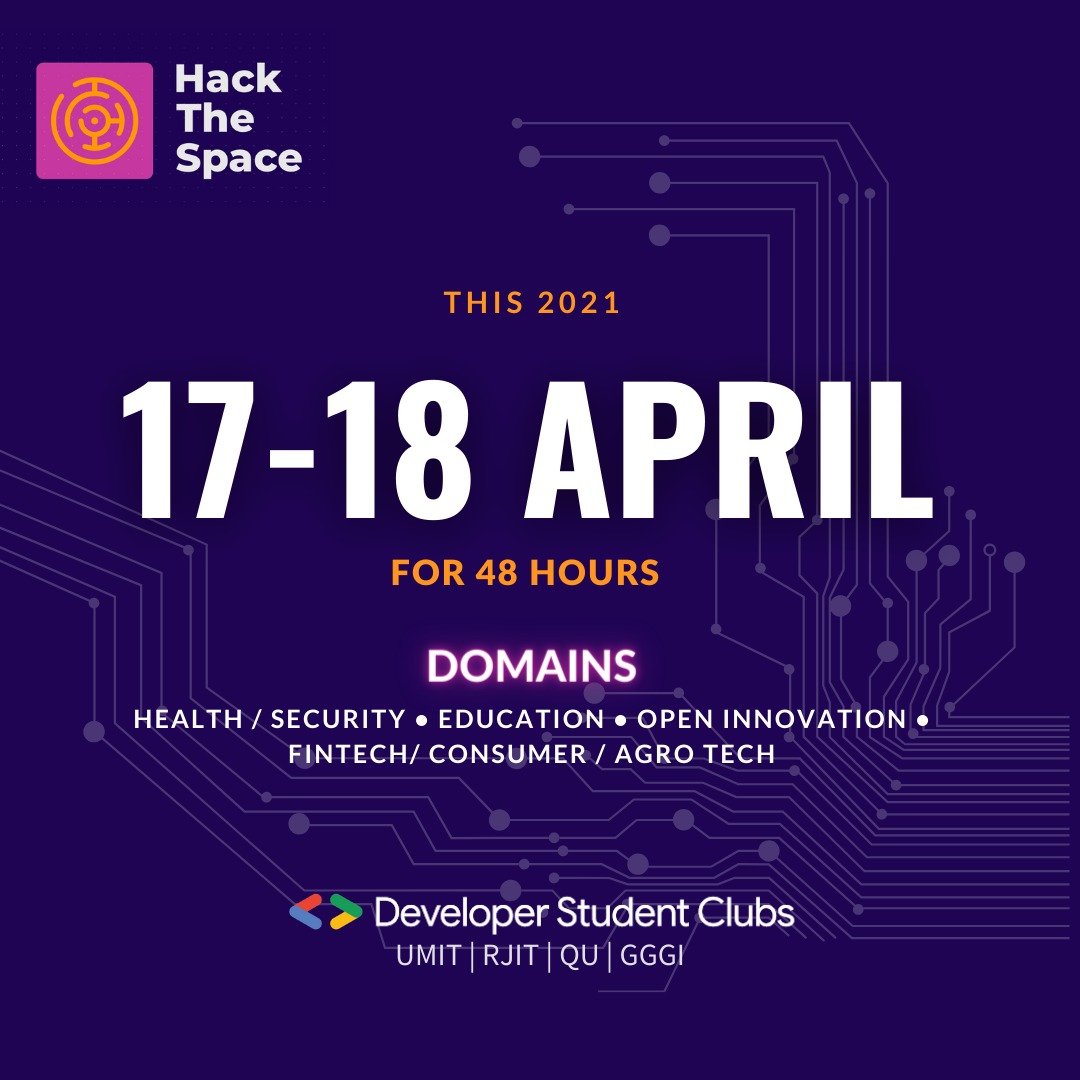 Hack
The
Space
THIS 2021
17-18 APRIL
FOR 48 HOURS
DOMAINS
HEALTH / SECURITY • EDUCATION • OPEN INNOVATION •
FINTECH/ CONSUMER / AGRO TECH
Developer Student Clubs
UMIT | RJIT | QU | GGGI